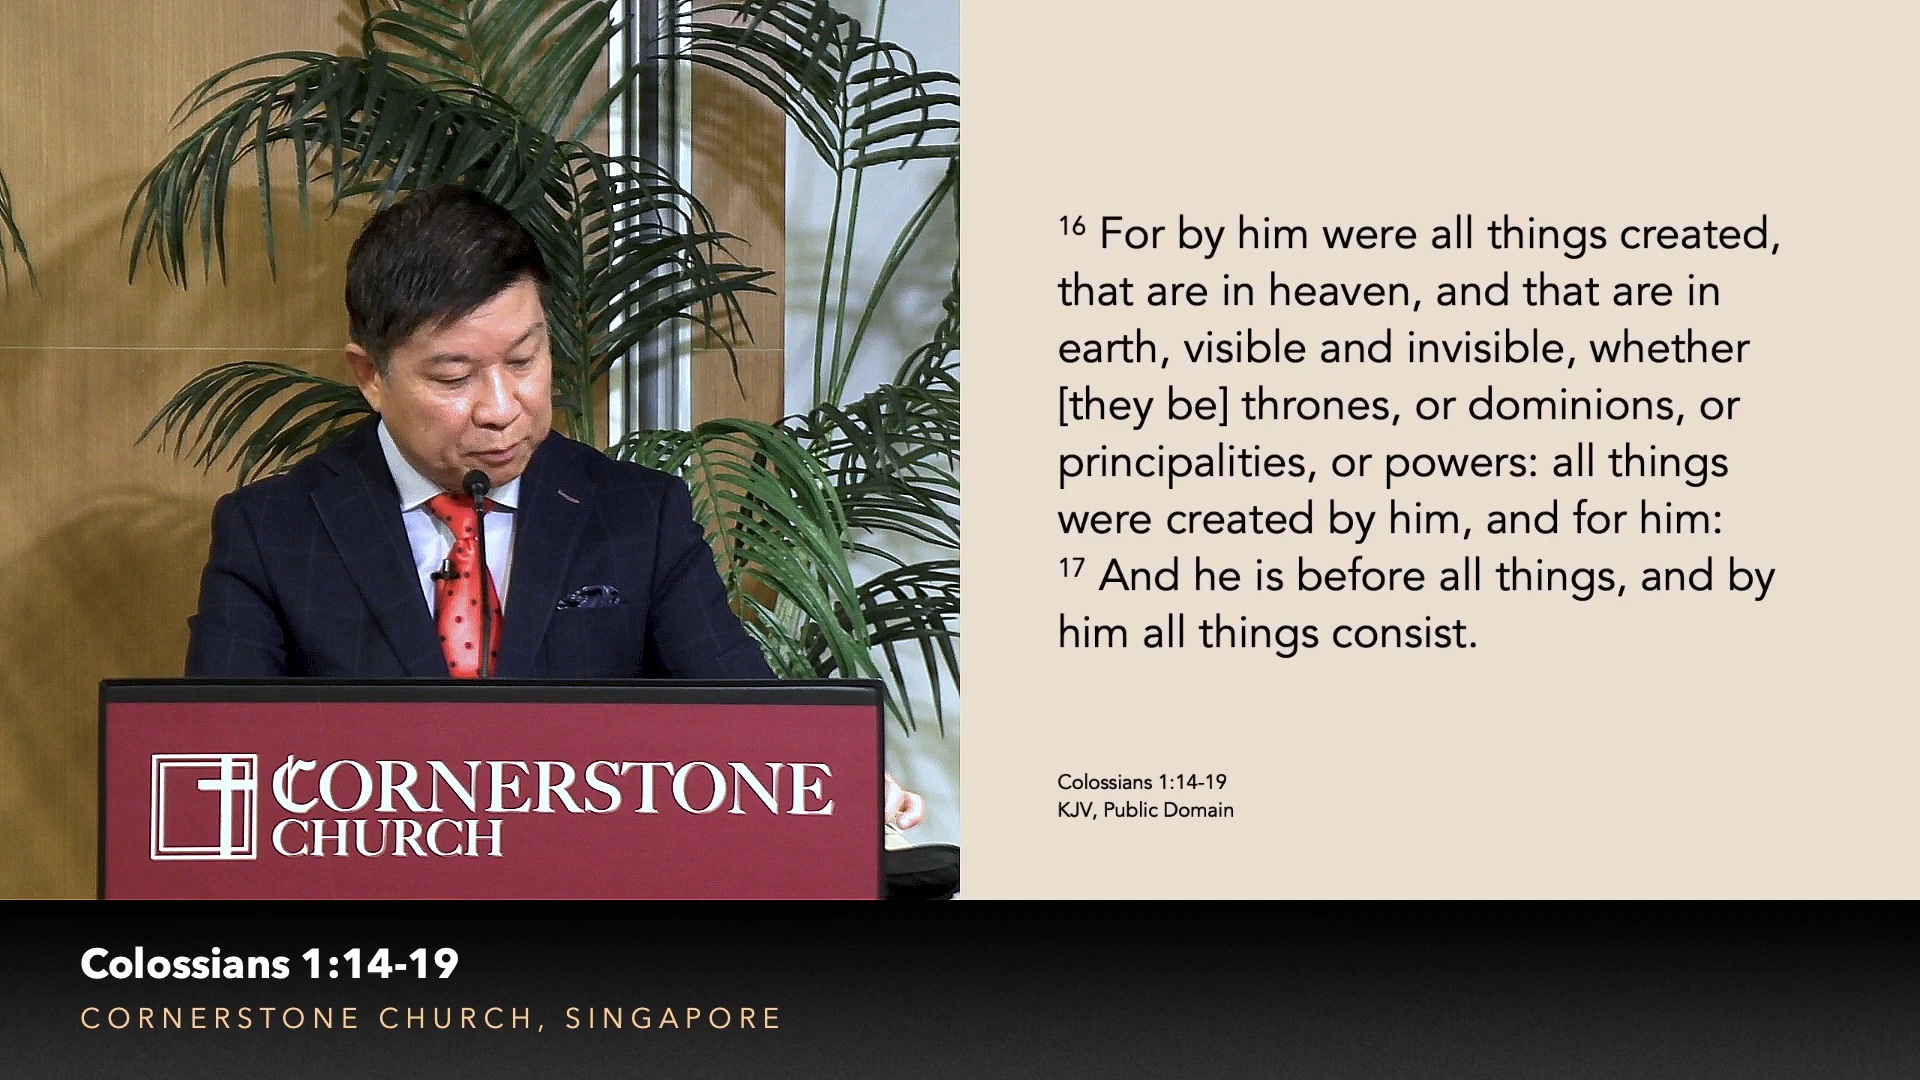 CORNERSTONE
CHURCH
16 For by him were all things created,
that are in heaven, and that are in
earth, visible and invisible, whether
[they be] thrones, or dominions, or
principalities, or powers: all things
were created by him, and for him:
17 And he is before all things, and by
him all things consist.
Colossians 1:14-19
KJV, Public Domain
Colossians 1:14-19
CORNERSTONE CHURCH, SINGAPORE